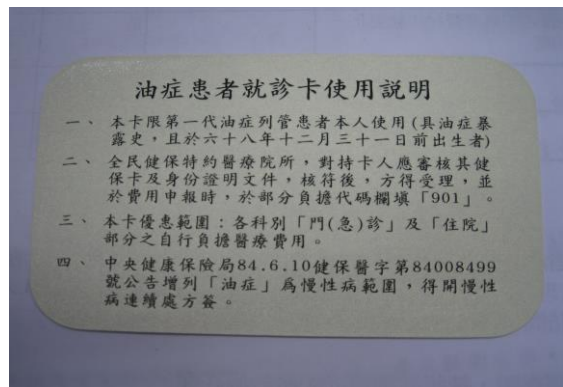 油症患者就診卡使用說明
一、本卡限第一代油症列管患者本人使用(具油症暴
露史，且於六十八年十二月三十一日前出生者)
二、全民健保特約醫療院所，對持卡人應審核其健
保卡及身份證明文件，核符後，方得受理，並
於費用申報時，於部分負擔代碼欄填「901」。
三、本卡優惠範圍：各科別「門(急)診」及「住院」
部分之自行負擔醫療費用。
四、中央健康保險局84.6.10健保醫字第84008499
號公告增列「油症」為慢性病範圍，得開慢性
病連續處方簽。